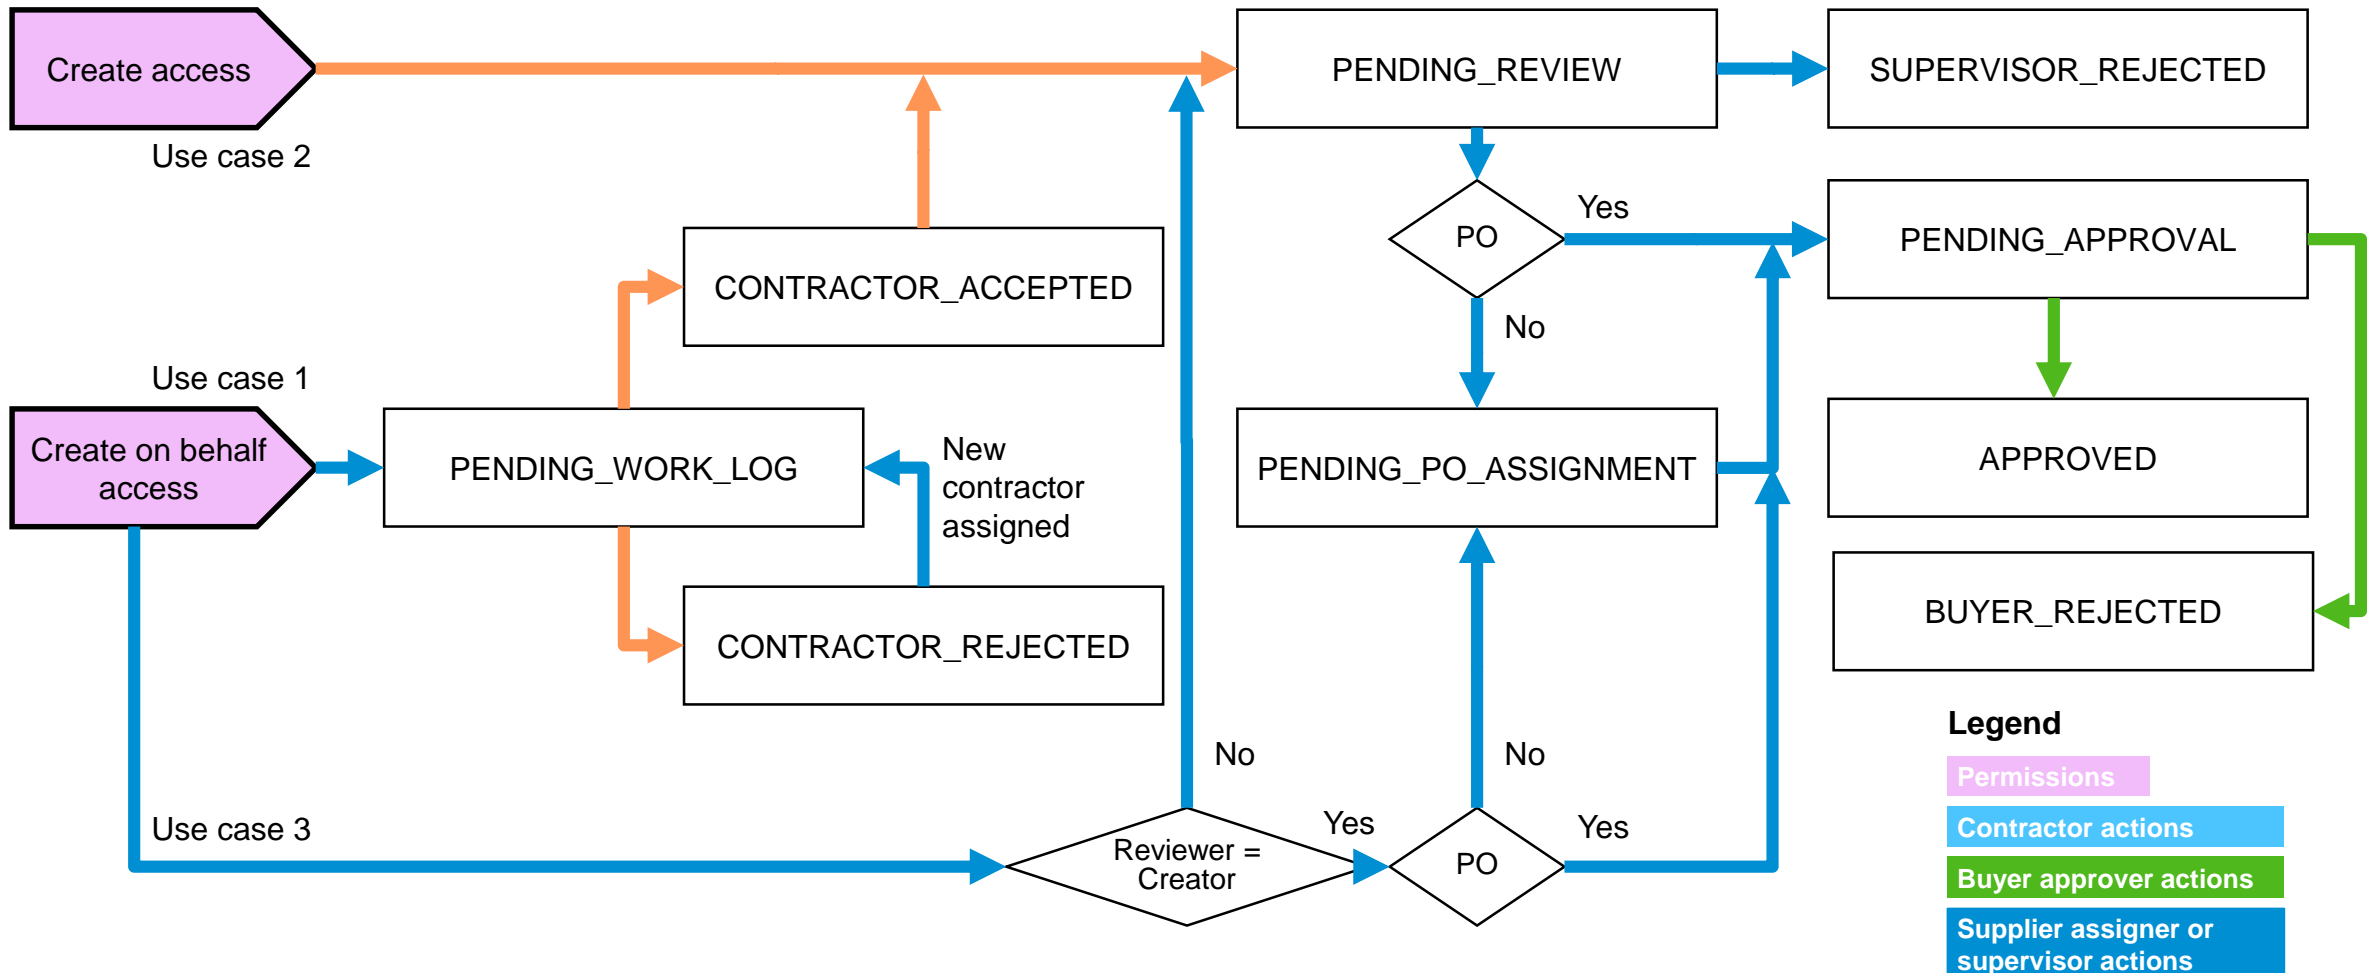 Create access
PENDING_REVIEW
SUPERVISOR_REJECTED
Use case 2
PO
Yes
PENDING_APPROVAL
CONTRACTOR_ACCEPTED
No
Use case 1
Create on behalf
access
PENDING_WORK_LOG
New
contractor
assigned
PENDING_PO_ASSIGNMENT
APPROVED
BUYER_REJECTED
CONTRACTOR_REJECTED
Legend
Permissions
Contractor actions
Buyer approver actions
Supplier assigner or
supervisor actions
No
No
Use case 3
Reviewer =
Creator
Yes
PO
Yes